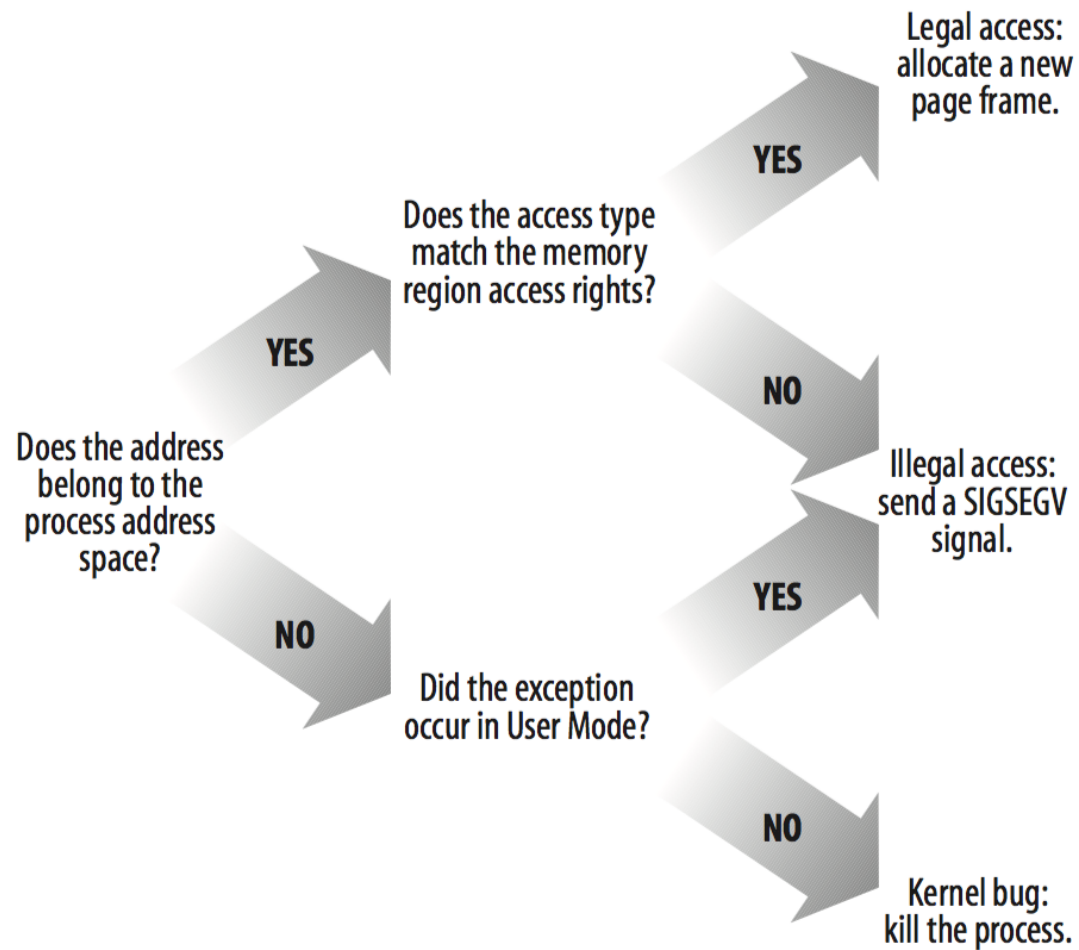 Legal access:
allocate a new
page frame.
YES
Does the access type
match the memory
region access rights?
YES
NO
Does the address
belong to the
process address
space?
Illegal access:
send a SIGSEGV
signal.
YES
NO
Did the exception
occur in User Mode?
NO
Kernel bug:
kill the process.